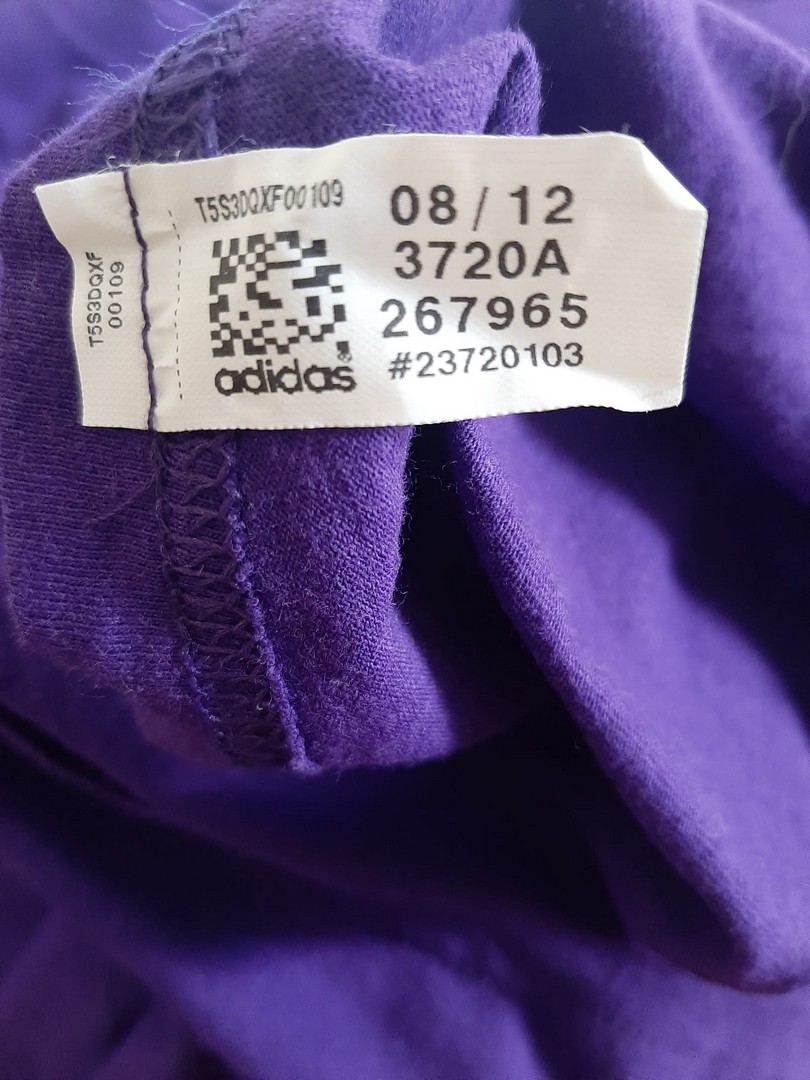 T5S3DQXF
00109
T5S3DQXF00109
adidas®
08/12
3720A
267965
#23720103